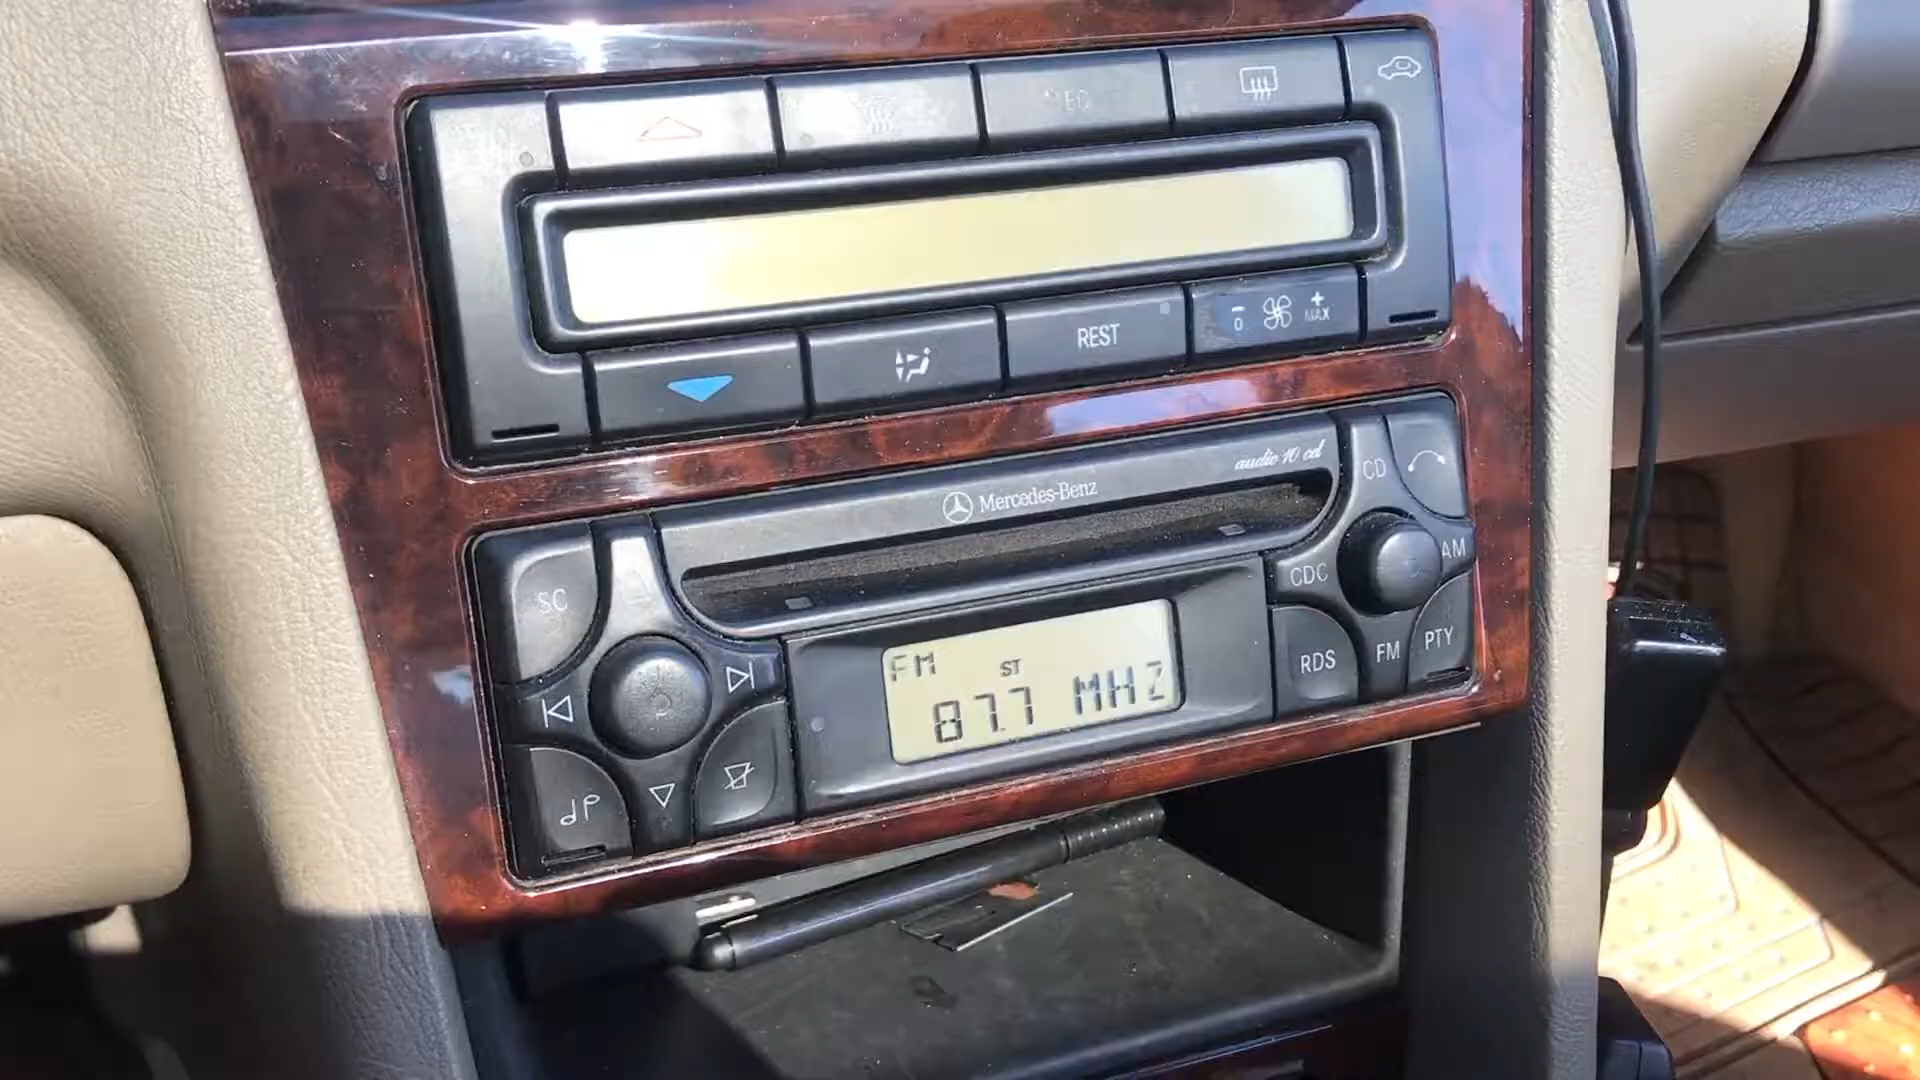 REST
- 0
+ MAX
audio 10 cd
Mercedes-Benz
CD
SC
CDC
AM
FM
ST
87.7 MHZ
RDS
FM
PTY